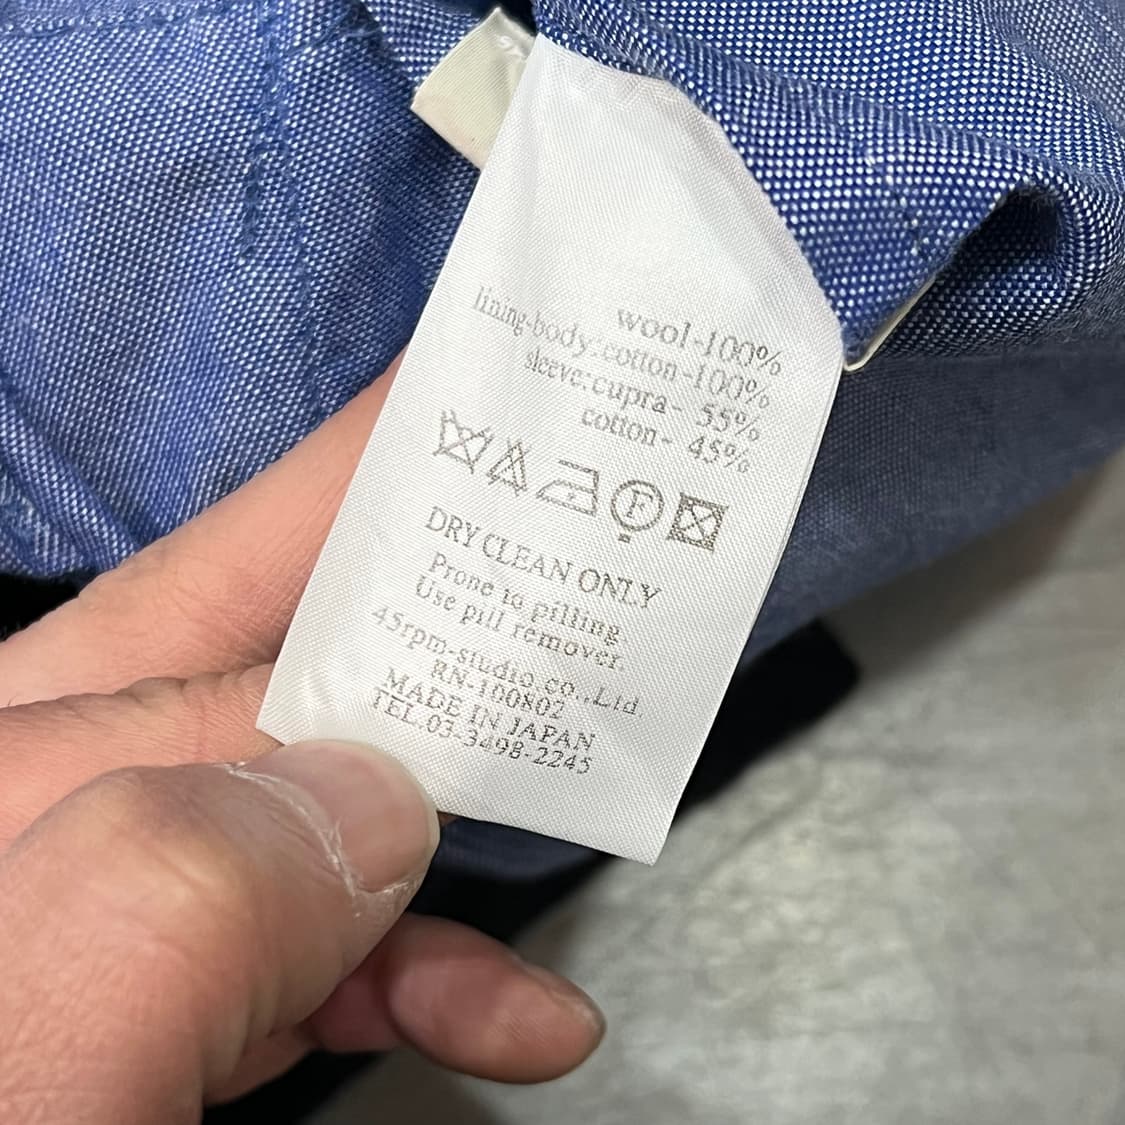 wool-100%
lining-body:cotton-100%
sleeve:cupra- 55%
cotton- 45%
F
DRY CLEAN ONLY
Prone to pilling
Use pill remover.
45rpm-studio co.,Ltd.
RN-100802
MADE IN JAPAN
TEL.03-3498-2245